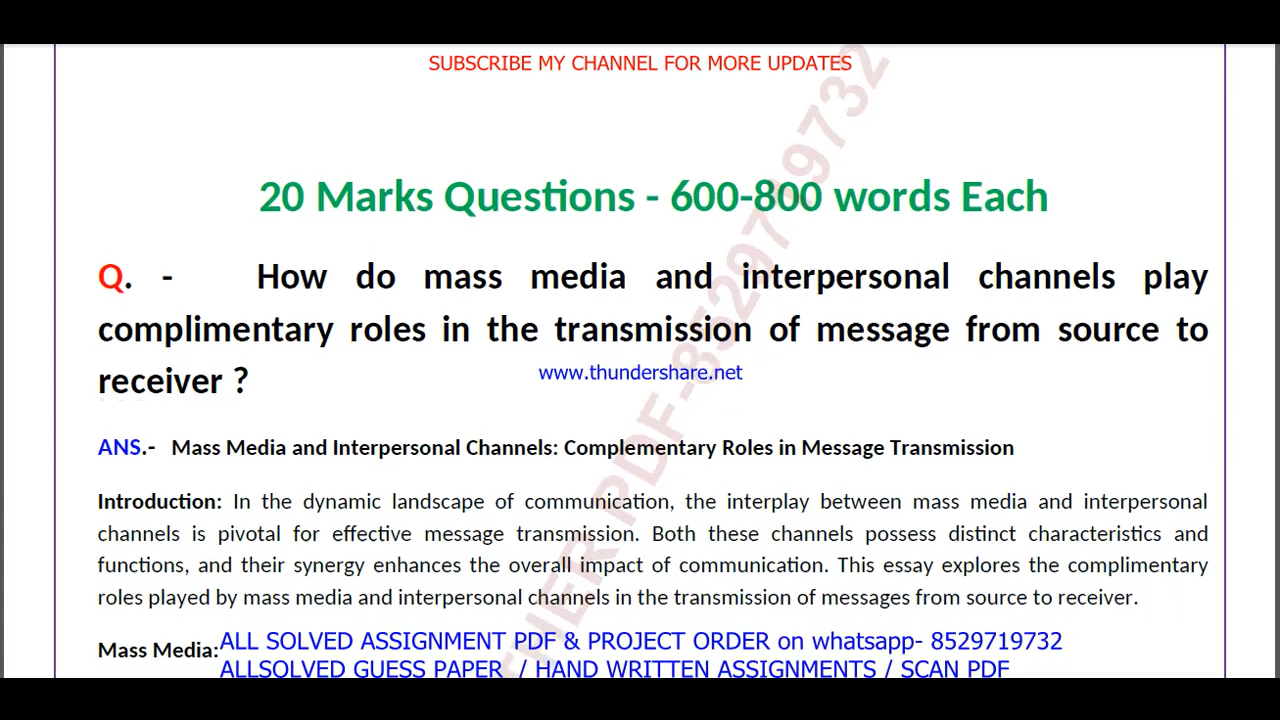 SUBSCRIBE MY CHANNEL FOR MORE UPDATES
20 Marks Questions - 600-800 words Each
Q. - How do mass media and interpersonal channels play
complimentary roles in the transmission of message from source to
receiver ?
www.thundershare.net
ANS.- Mass Media and Interpersonal Channels: Complementary Roles in Message Transmission
Introduction: In the dynamic landscape of communication, the interplay between mass media and interpersonal
channels is pivotal for effective message transmission. Both these channels possess distinct characteristics and
functions, and their synergy enhances the overall impact of communication. This essay explores the complimentary
roles played by mass media and interpersonal channels in the transmission of messages from source to receiver.
Mass Media:
ALL SOLVED ASSIGNMENT PDF & PROJECT ORDER on whatsapp- 8529719732
ALLSOLVED GUESS PAPER / HAND WRITTEN ASSIGNMENTS / SCAN PDF
PDF-8529719732